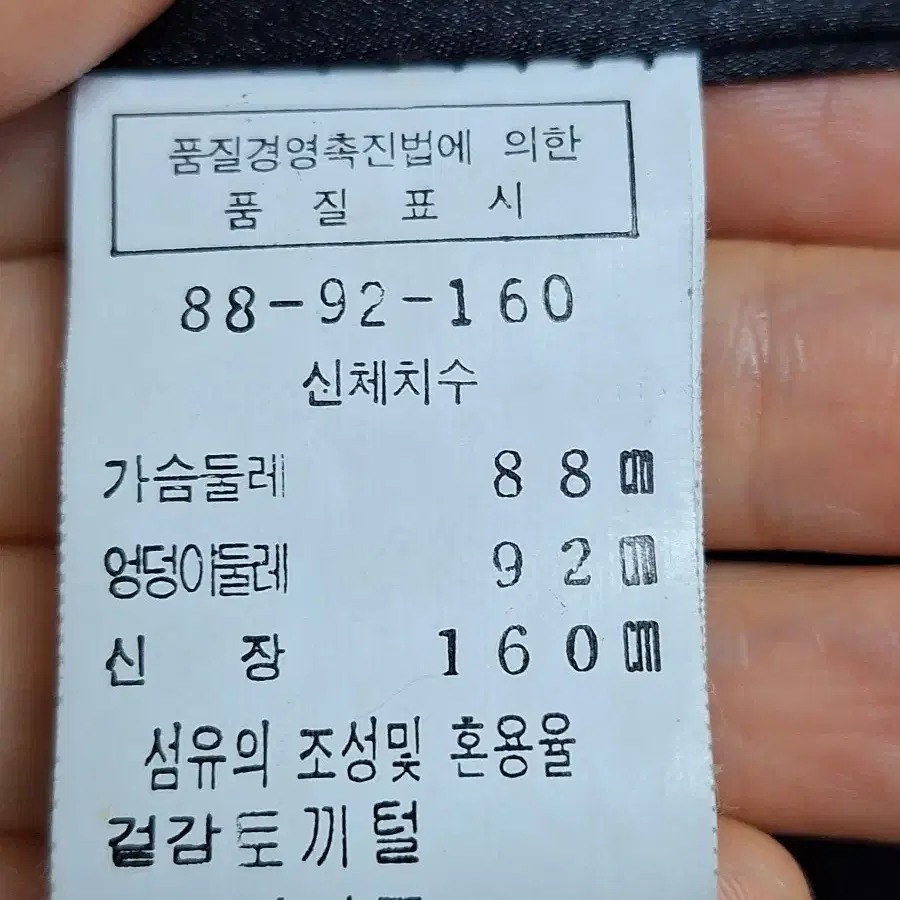 품질경영촉진법에 의한
품 질 표 시
88-92-160
신체치수
가슴둘레 88㎝
엉덩이둘레 92㎝
신 장 160㎝
섬유의 조성및 혼용율
겉감토끼털